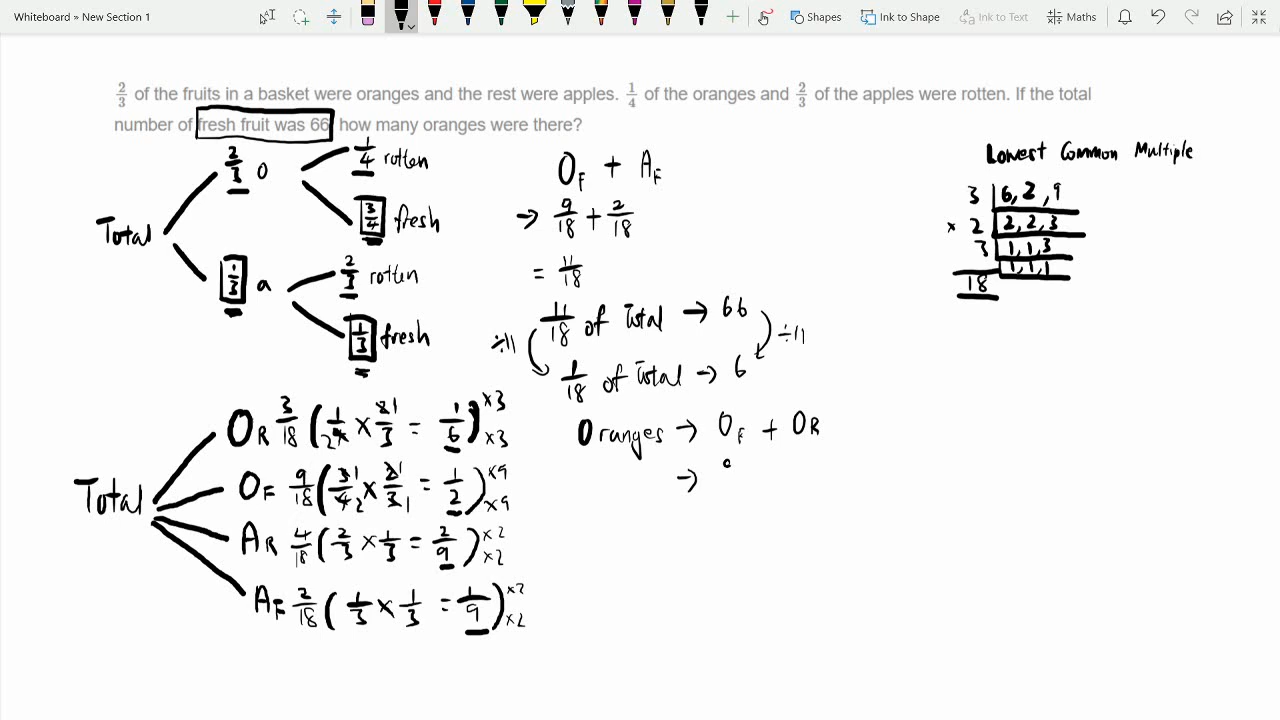 Whiteboard » New Section 1
Shapes
Ink to Shape
Ink to Text
Maths
2/3 of the fruits in a basket were oranges and the rest were apples. 1/4 of the oranges and 2/3 of the apples were rotten. If the total
number of fresh fruit was 66, how many oranges were there?
Total
2/3 O
1/4 rotten
3/4 fresh
1/3 a
2/3 rotten
1/3 fresh
Total
OR 3/18 (1/4 2 × 2 1/3 = 1/6) ×3 ×3
OF 9/18 (3 1/4 2 × 2 1/3 1 = 1/2) ×9 ×9
AR 4/18 (2/3 × 1/3 = 2/9) ×2 ×2
AF 2/18 (1/3 × 1/3 = 1/9) ×2 ×2
OF + AF
→ 9/18 + 2/18
= 11/18
11/18 of Total → 66
÷11 ÷11
1/18 of Total → 6
Oranges → OF + OR
→
Lowest Common Multiple
3 | 6, 2, 9
× 2 | 2, 2, 3
3 | 1, 1, 3
18 1, 1, 1